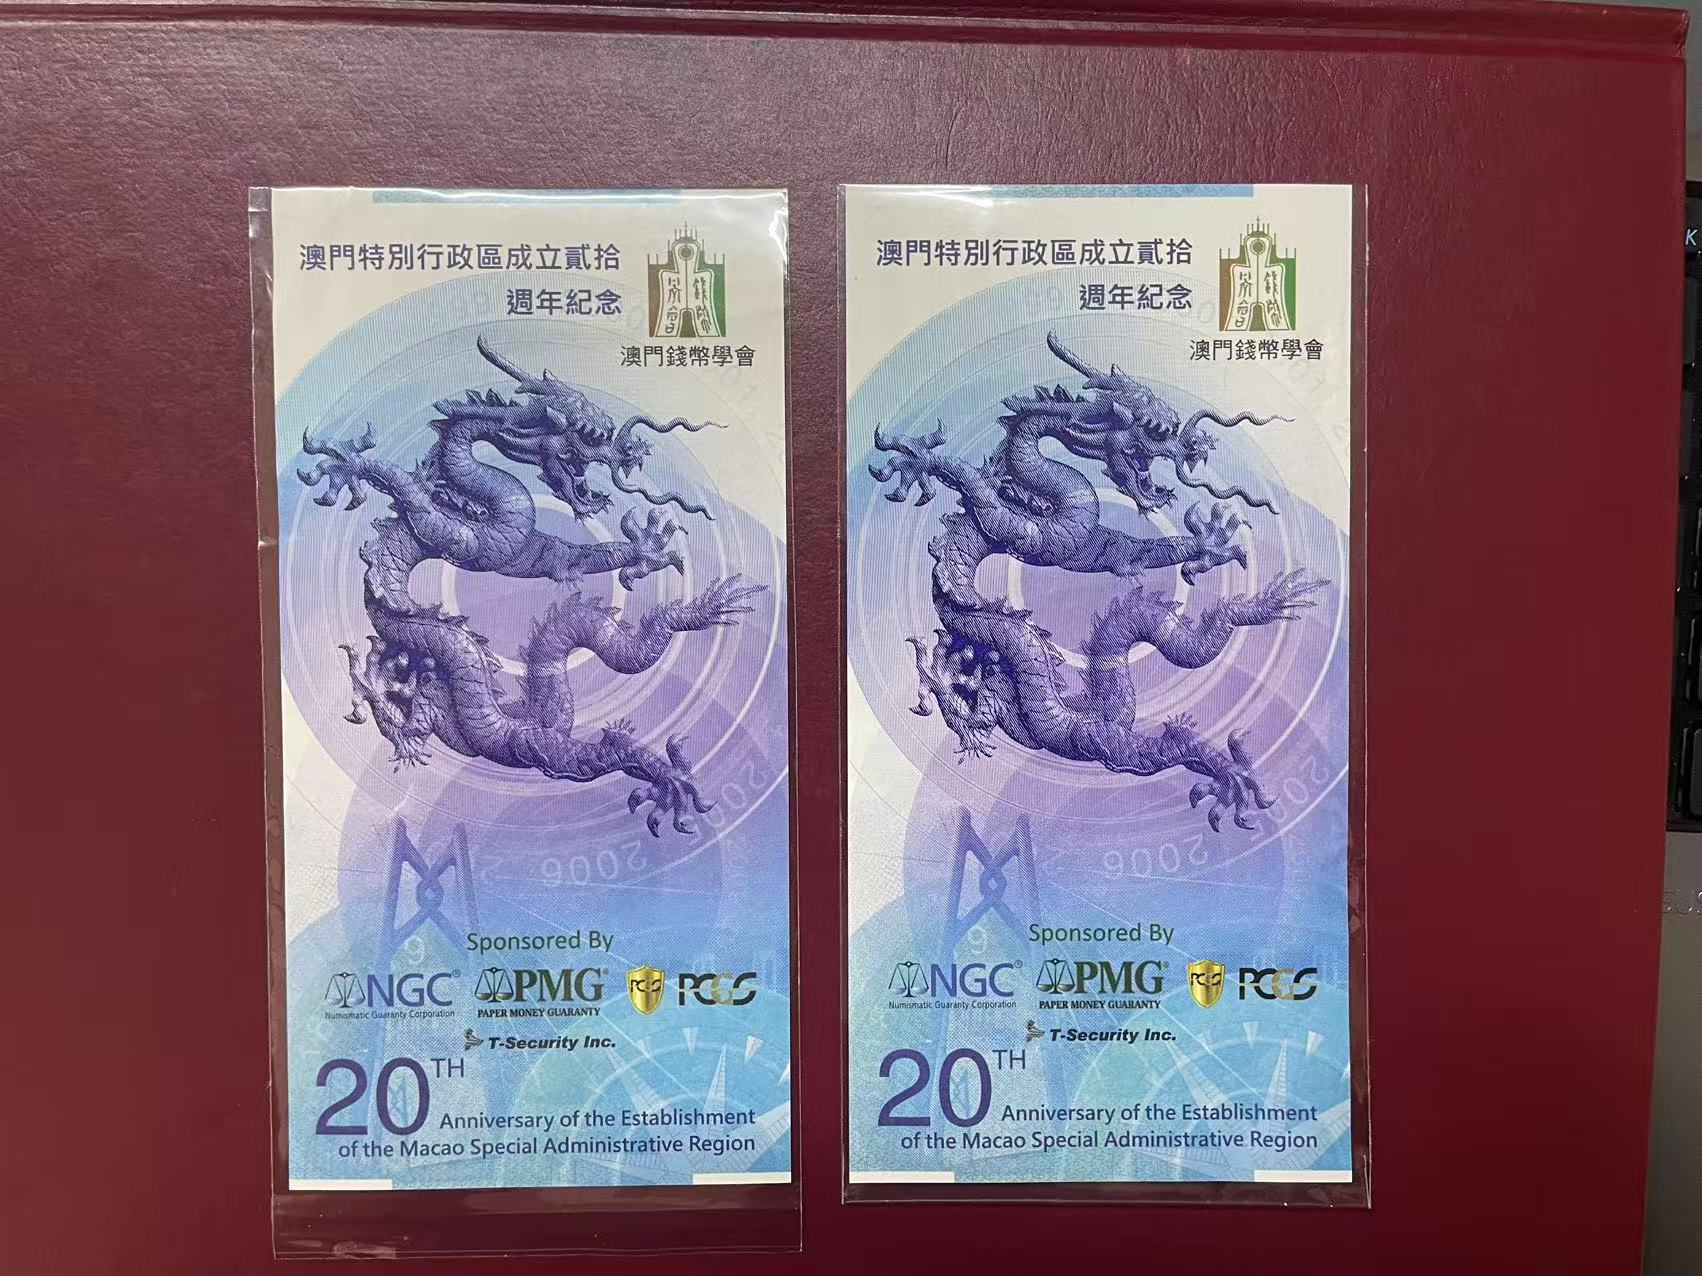 澳門特別行政區成立貳拾
週年紀念
澳門錢幣學會
2006
2005
Sponsored By
NGC®
Numismatic Guaranty Corporation
PMG®
PAPER MONEY GUARANTY
PCGS
PCGS
T-Security Inc.
20TH
Anniversary of the Establishment
of the Macao Special Administrative Region
澳門特別行政區成立貳拾
週年紀念
澳門錢幣學會
2006
2005
Sponsored By
NGC®
Numismatic Guaranty Corporation
PMG®
PAPER MONEY GUARANTY
PCGS
PCGS
T-Security Inc.
20TH
Anniversary of the Establishment
of the Macao Special Administrative Region
K